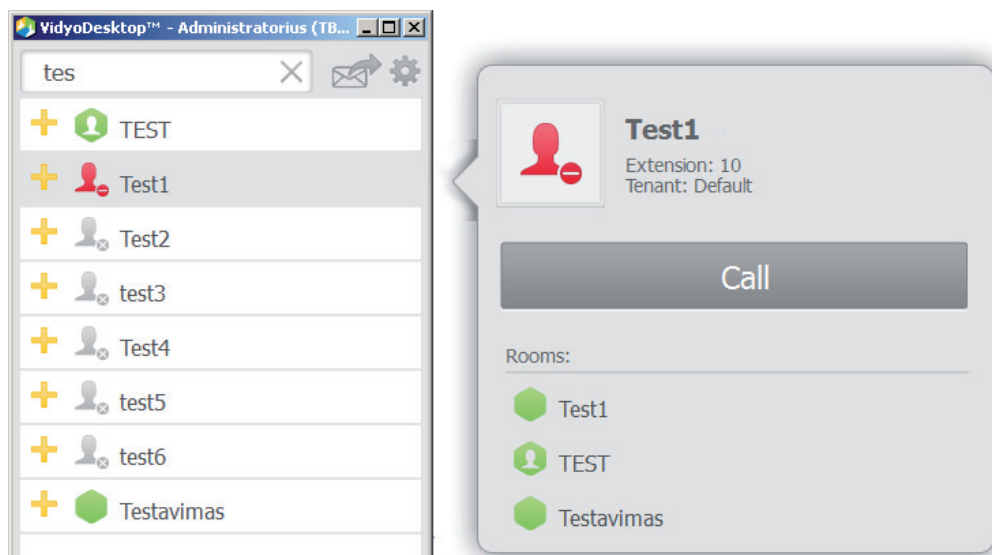 VidyoDesktop™ - Administratorius (TB...
tes
TEST
Test1
Test2
test3
Test4
test5
test6
Testavimas
Test1
Extension: 10
Tenant: Default
Call
Rooms:
Test1
TEST
Testavimas